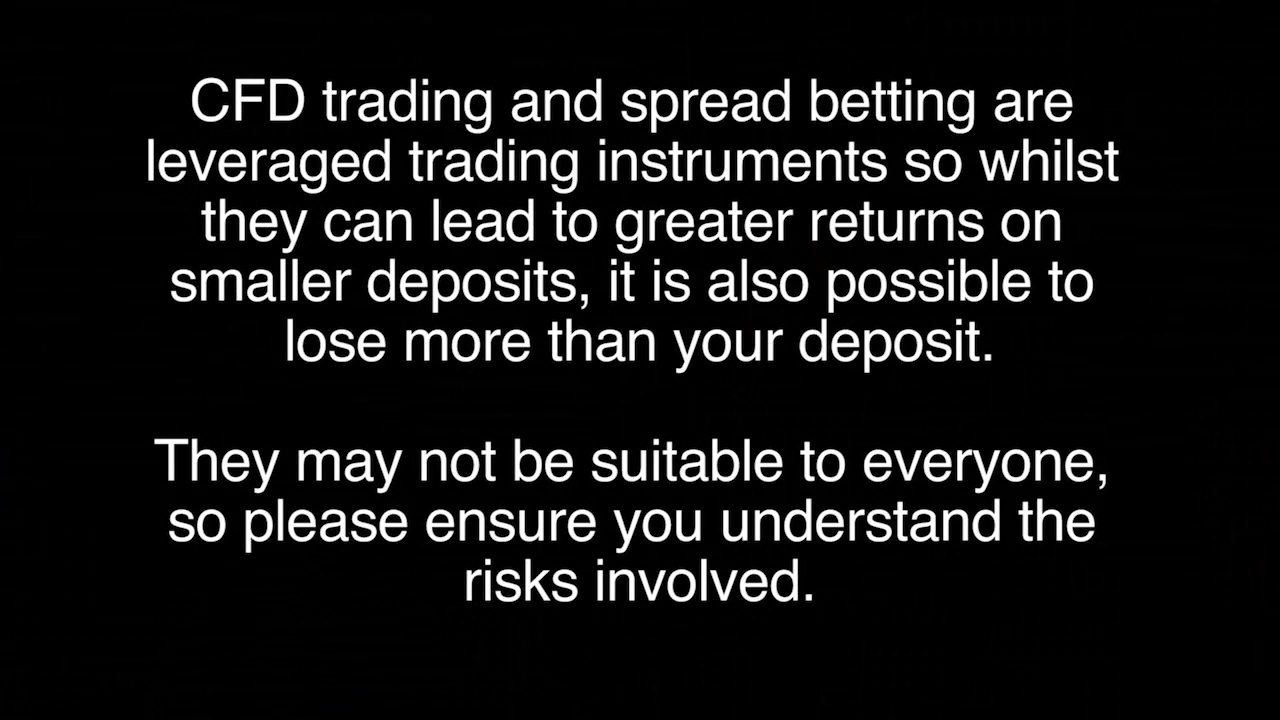 CFD trading and spread betting are
leveraged trading instruments so whilst
they can lead to greater returns on
smaller deposits, it is also possible to
lose more than your deposit.
They may not be suitable to everyone,
so please ensure you understand the
risks involved.